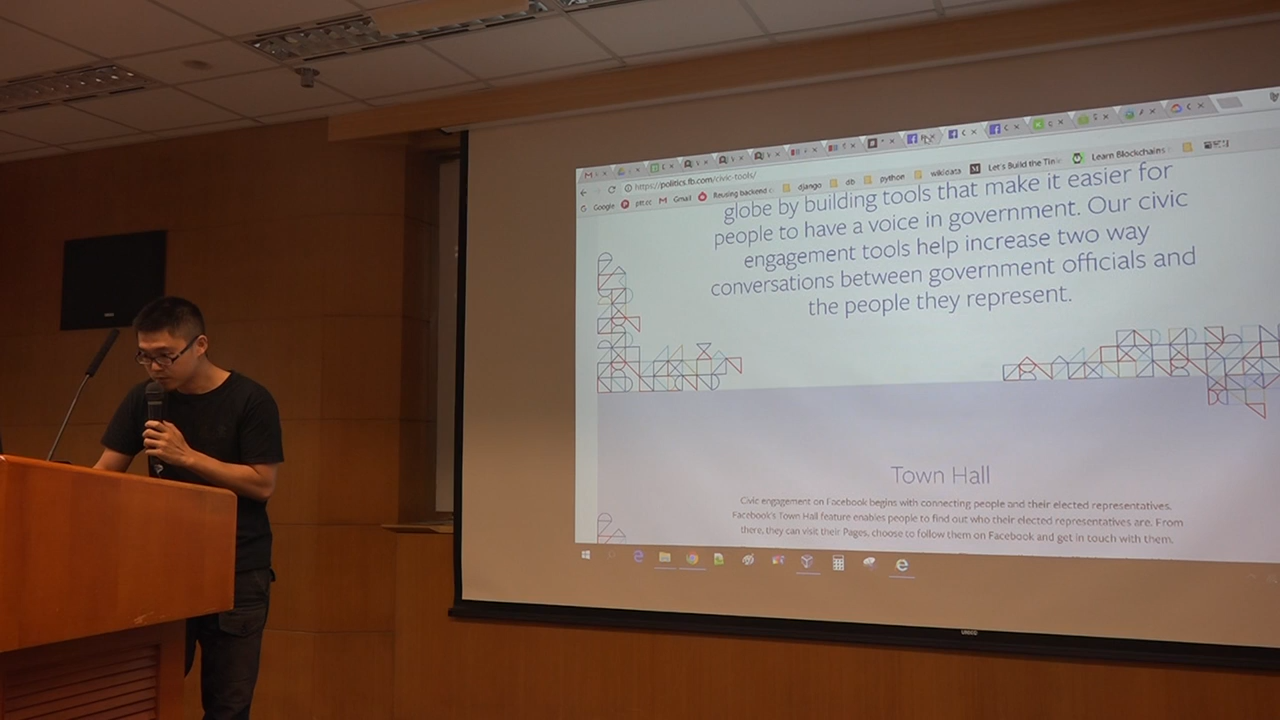 https://politics.fb.com/civic-tools/
Google ptt.cc Gmail Reusing backend django db python wikidata Let's Build the Learn Blockchains
globe by building tools that make it easier for
people to have a voice in government. Our civic
engagement tools help increase two way
conversations between government officials and
the people they represent.
Town Hall
Civic engagement on Facebook begins with connecting people and their elected representatives.
Facebook's Town Hall feature enables people to find out who their elected representatives are. From
there, they can visit their Pages, choose to follow them on Facebook and get in touch with them.